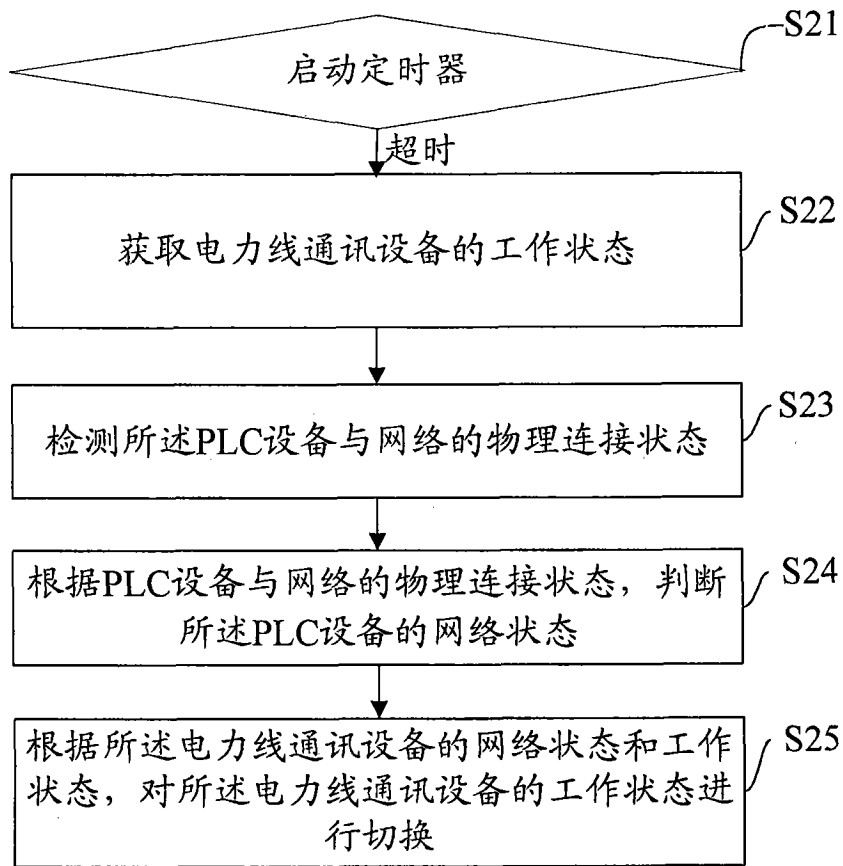 启动定时器
S21
超时
获取电力线通讯设备的工作状态
S22
检测所述PLC设备与网络的物理连接状态
S23
根据PLC设备与网络的物理连接状态，判断
所述PLC设备的网络状态
S24
根据所述电力线通讯设备的网络状态和工作
状态，对所述电力线通讯设备的工作状态进
行切换
S25